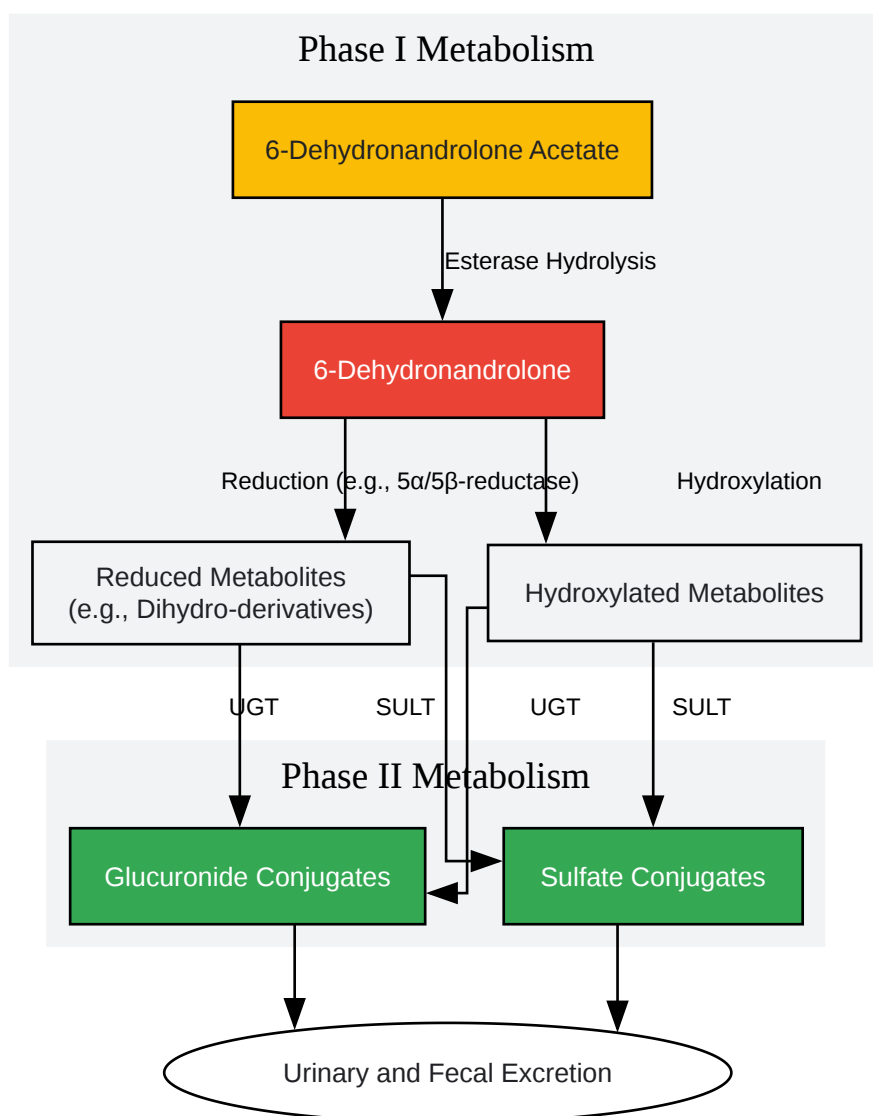 Phase I Metabolism
6-Dehydronandrolone Acetate
Esterase Hydrolysis
6-Dehydronandrolone
Reduction (e.g., 5α/5β-reductase)
Hydroxylation
Reduced Metabolites
(e.g., Dihydro-derivatives)
Hydroxylated Metabolites
UGT
SULT
UGT
SULT
Phase II Metabolism
Glucuronide Conjugates
Sulfate Conjugates
Urinary and Fecal Excretion